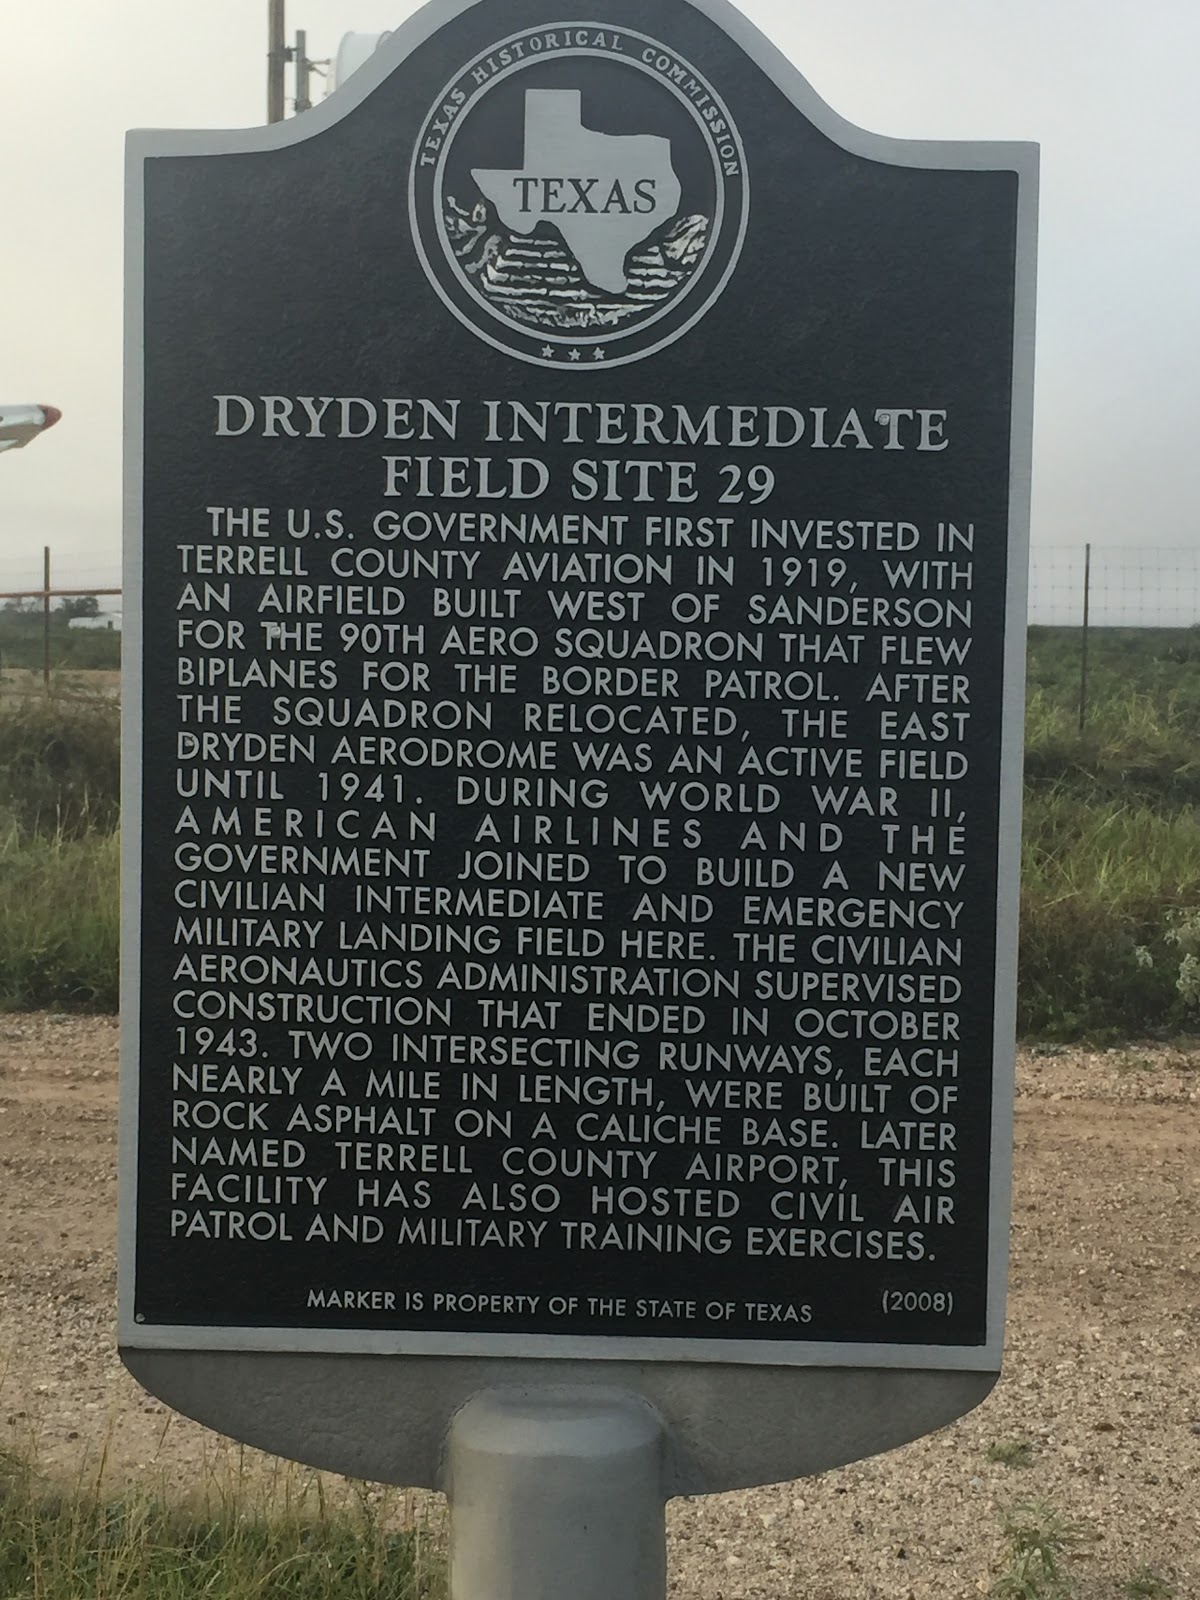 TEXAS HISTORICAL COMMISSION
TEXAS
DRYDEN INTERMEDIATE
FIELD SITE 29
THE U.S. GOVERNMENT FIRST INVESTED IN
TERRELL COUNTY AVIATION IN 1919, WITH
AN AIRFIELD BUILT WEST OF SANDERSON
FOR THE 90TH AERO SQUADRON THAT FLEW
BIPLANES FOR THE BORDER PATROL. AFTER
THE SQUADRON RELOCATED, THE EAST
DRYDEN AERODROME WAS AN ACTIVE FIELD
UNTIL 1941. DURING WORLD WAR II,
AMERICAN AIRLINES AND THE
GOVERNMENT JOINED TO BUILD A NEW
CIVILIAN INTERMEDIATE AND EMERGENCY
MILITARY LANDING FIELD HERE. THE CIVILIAN
AERONAUTICS ADMINISTRATION SUPERVISED
CONSTRUCTION THAT ENDED IN OCTOBER
1943. TWO INTERSECTING RUNWAYS, EACH
NEARLY A MILE IN LENGTH, WERE BUILT OF
ROCK ASPHALT ON A CALICHE BASE. LATER
NAMED TERRELL COUNTY AIRPORT, THIS
FACILITY HAS ALSO HOSTED CIVIL AIR
PATROL AND MILITARY TRAINING EXERCISES.
(2008)
MARKER IS PROPERTY OF THE STATE OF TEXAS